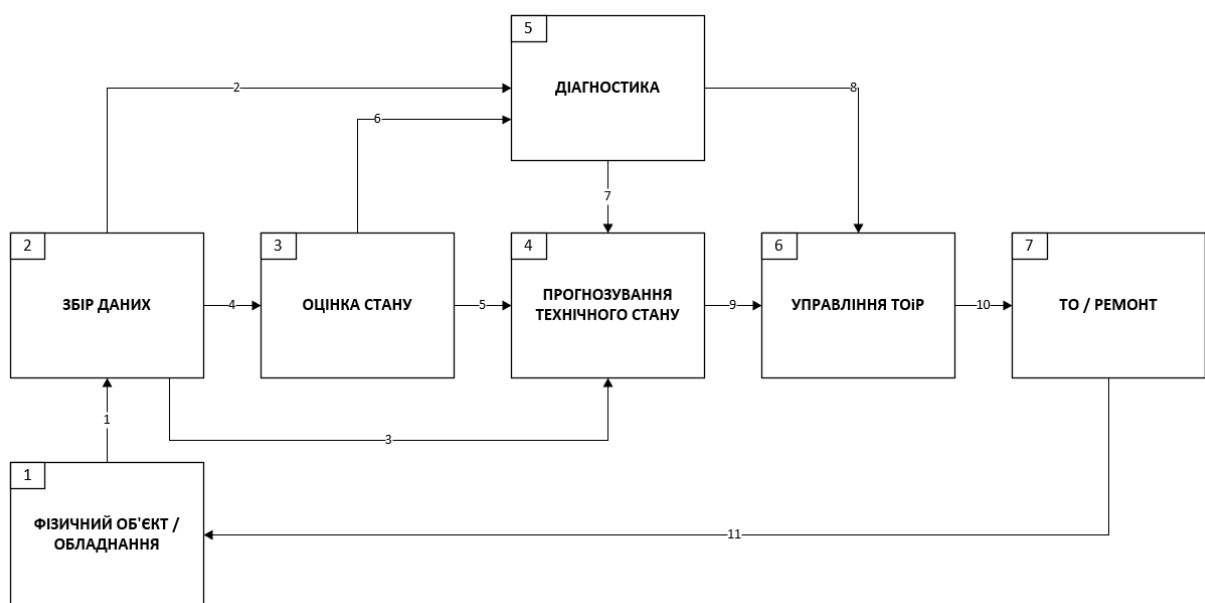 5
ДІАГНОСТИКА
2
8
6
7
2
ЗБІР ДАНИХ
4
3
ОЦІНКА СТАНУ
5
4
ПРОГНОЗУВАННЯ
ТЕХНІЧНОГО СТАНУ
9
6
УПРАВЛІННЯ ТОіР
10
7
ТО / РЕМОНТ
1
3
1
ФІЗИЧНИЙ ОБ'ЄКТ /
ОБЛАДНАННЯ
11